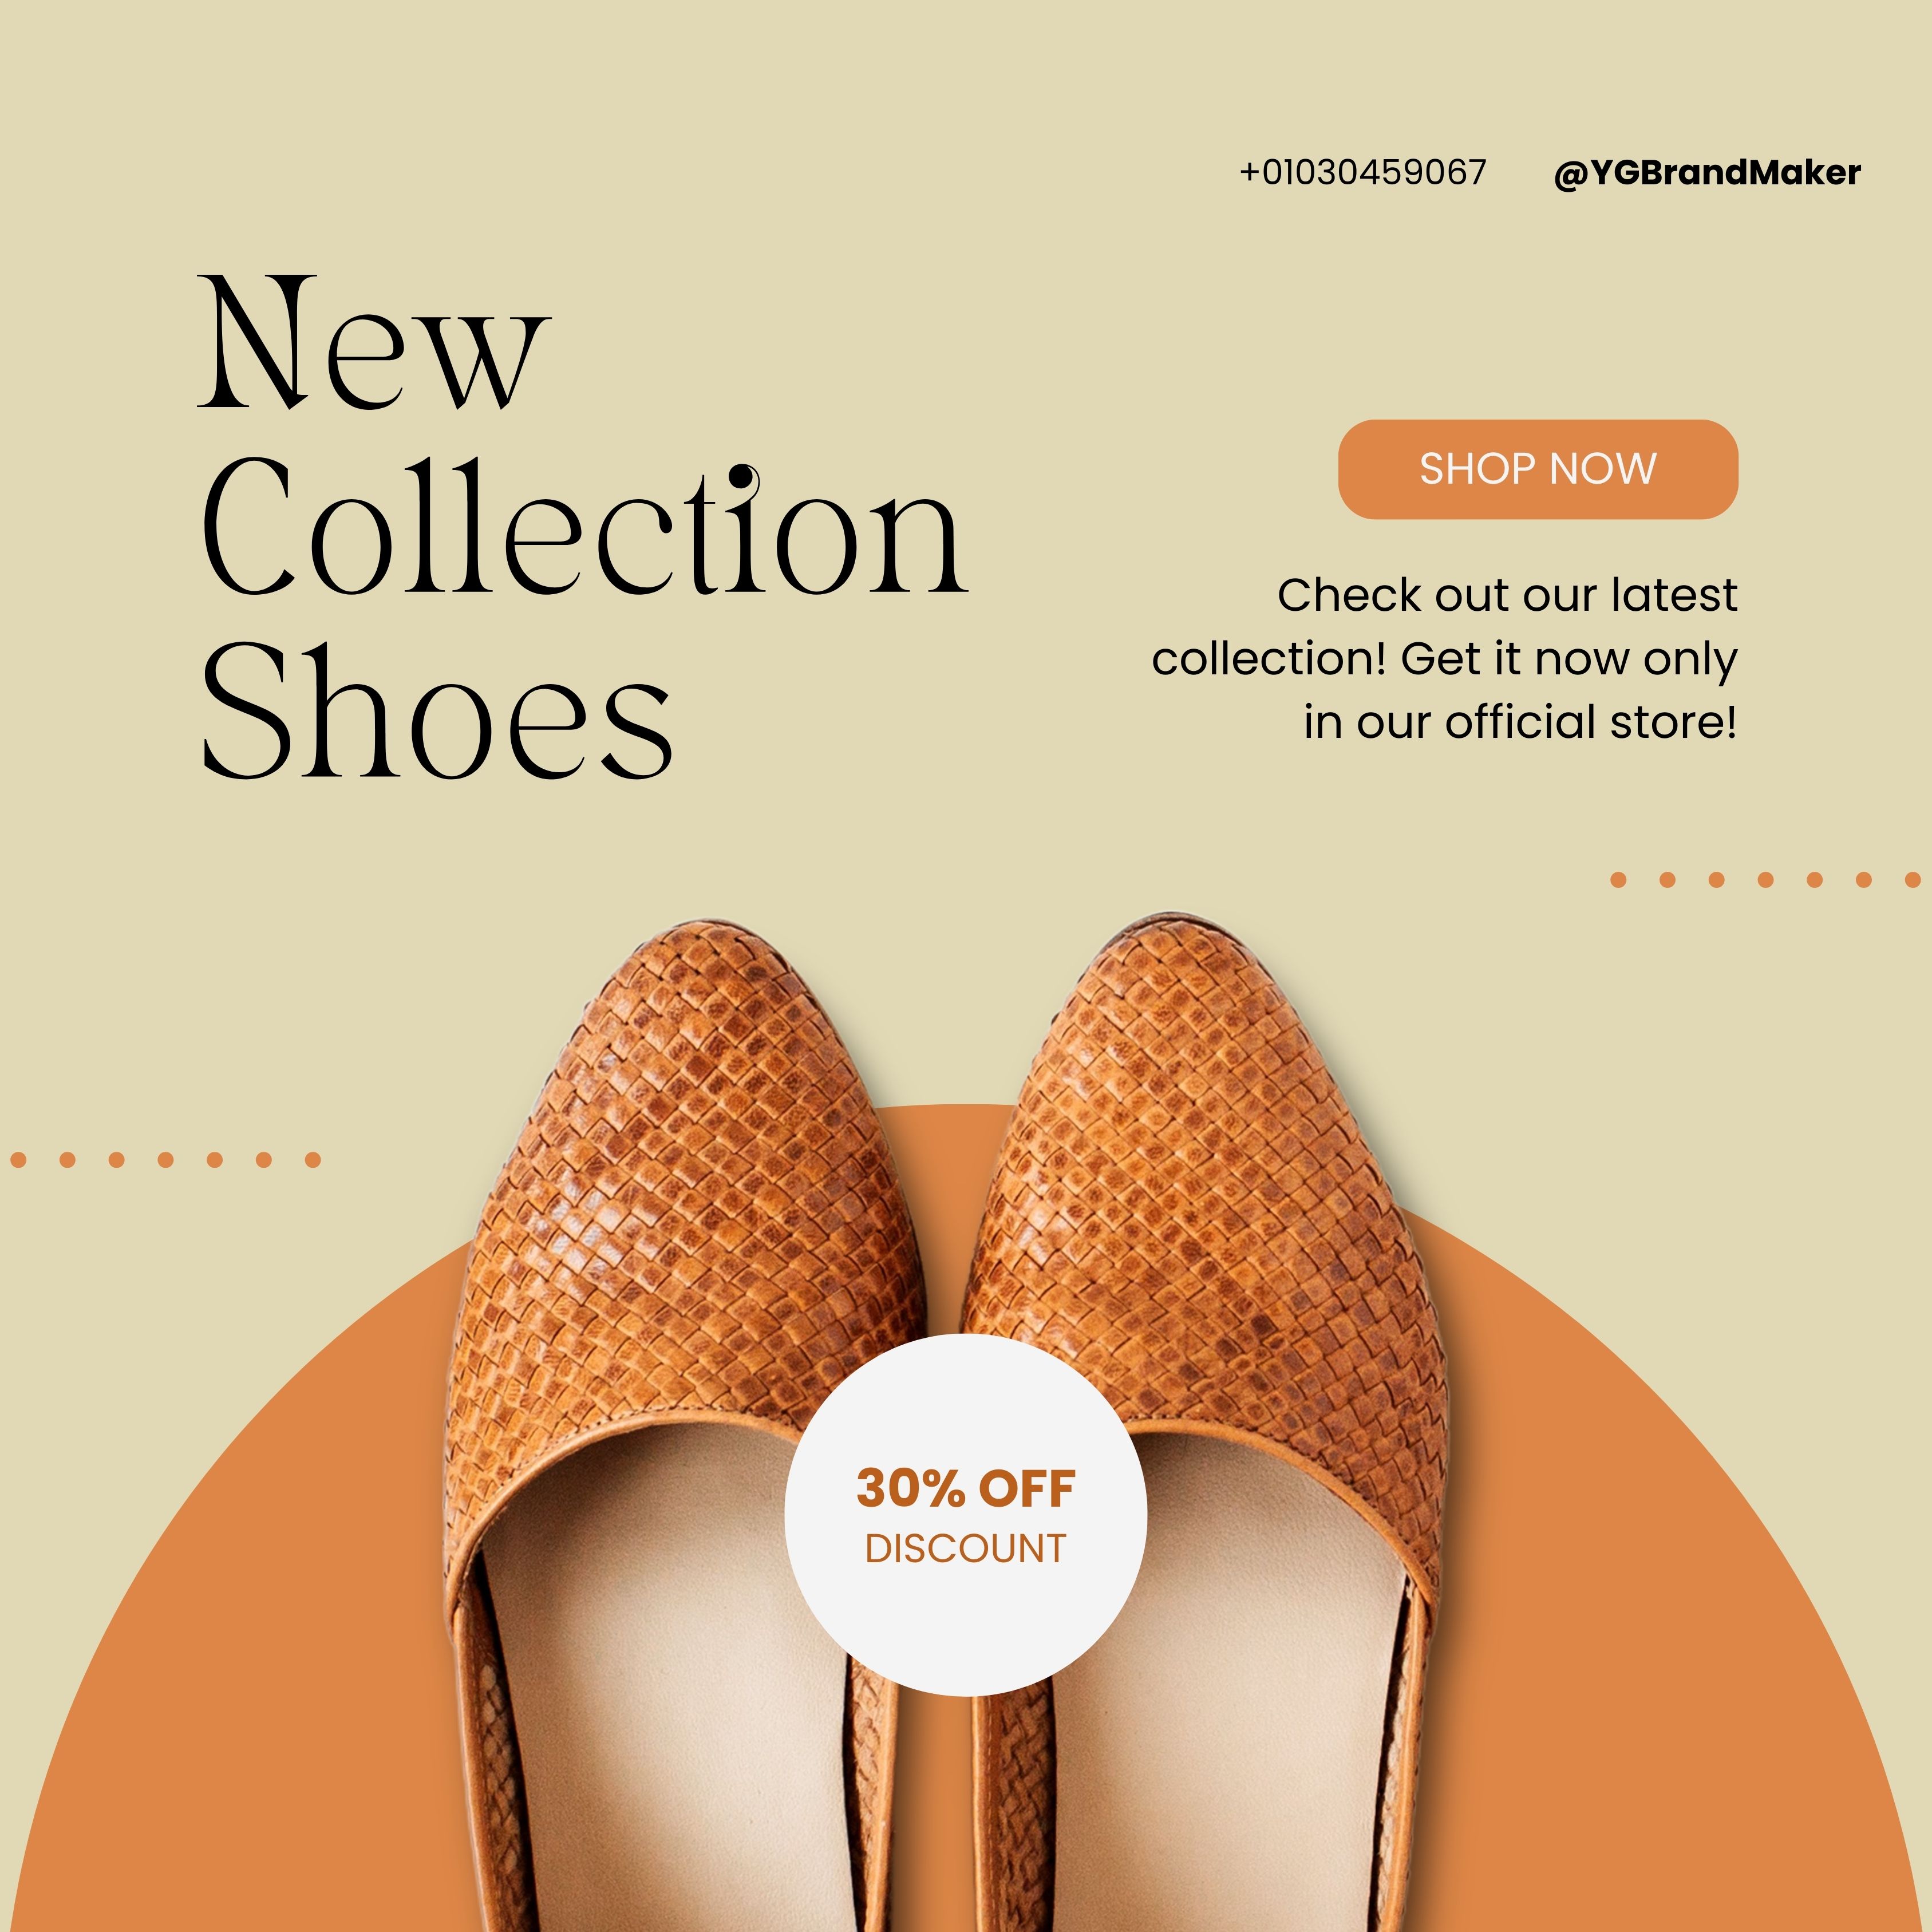 +01030459067 @YGBrandMaker
New
Collection
Shoes
SHOP NOW
Check out our latest
collection! Get it now only
in our official store!
30% OFF
DISCOUNT